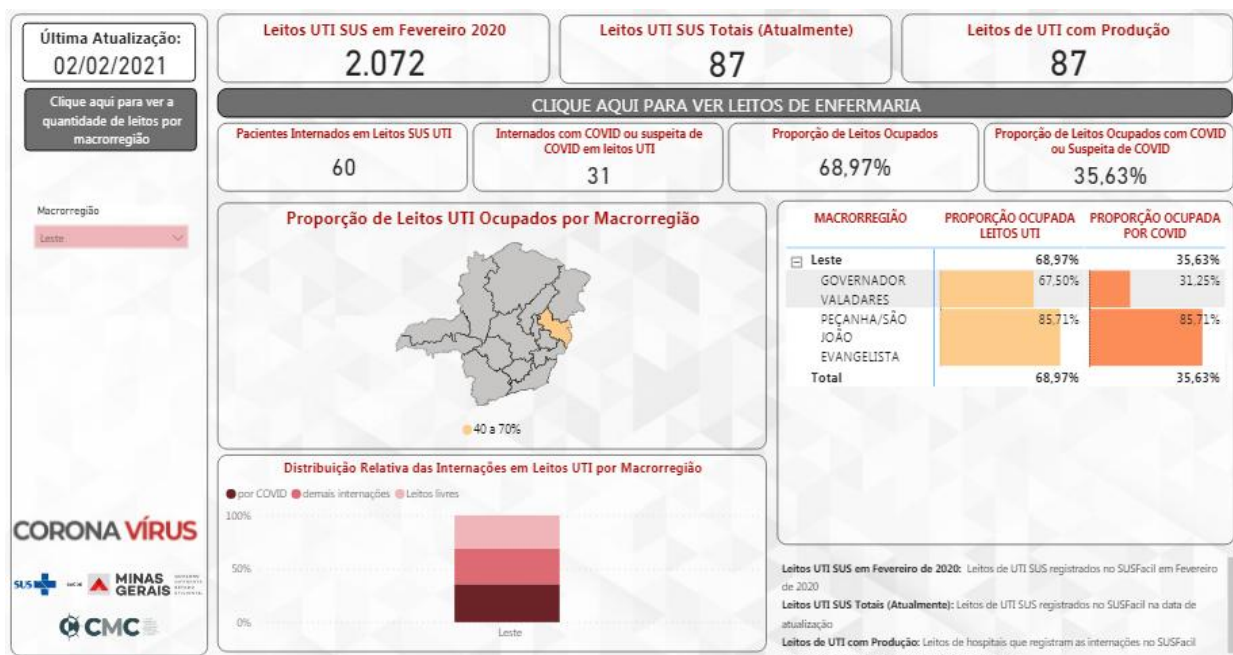 Última Atualização:
02/02/2021
Clique aqui para ver a
quantidade de leitos por
macrorregião
Macrorregião
Leste
CORONA VÍRUS
SUS
MINAS
GERAIS
CMC
Leitos UTI SUS em Fevereiro 2020
2.072
Leitos UTI SUS Totais (Atualmente)
87
Leitos de UTI com Produção
87
CLIQUE AQUI PARA VER LEITOS DE ENFERMARIA
Pacientes Internados em Leitos SUS UTI
60
Internados com COVID ou suspeita de
COVID em leitos UTI
31
Proporção de Leitos Ocupados
68,97%
Proporção de Leitos Ocupados com COVID
ou Suspeita de COVID
35,63%
Proporção de Leitos UTI Ocupados por Macrorregião
40 a 70%
MACRORREGIÃO PROPORÇÃO OCUPADA PROPORÇÃO OCUPADA
LEITOS UTI POR COVID
Leste 68,97% 35,63%
GOVERNADOR 67,50% 31,25%
VALADARES
PEÇANHA/SÃO 85,71% 85,71%
JOÃO
EVANGELISTA
Total 68,97% 35,63%
Distribuição Relativa das Internações em Leitos UTI por Macrorregião
por COVID demais internações Leitos livres
100%
50%
0%
Leste
Leitos UTI SUS em Fevereiro de 2020: Leitos de UTI SUS registrados no SUSFacil em Fevereiro
de 2020
Leitos UTI SUS Totais (Atualmente): Leitos de UTI SUS registrados no SUSFacil na data de
atualização
Leitos de UTI com Produção: Leitos de hospitais que registram as internações no SUSFacil